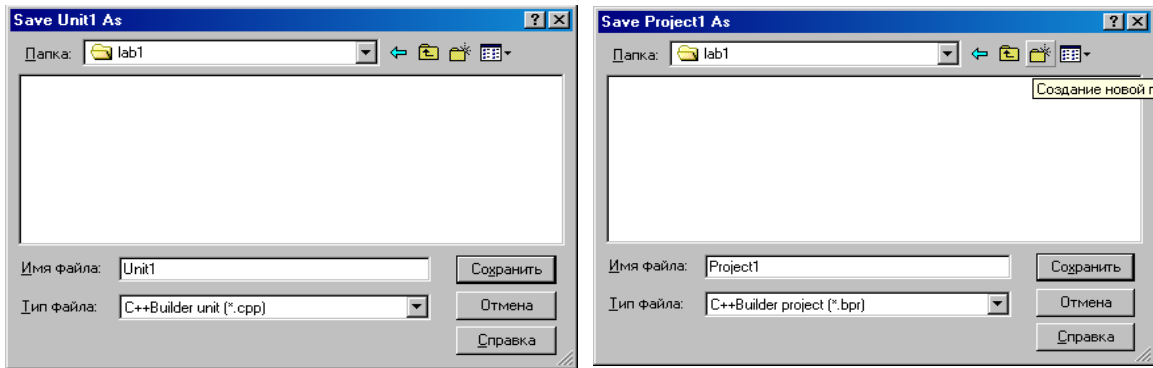 Save Unit1 As
Папка: lab1
Имя файла: Unit1
Сохранить
Тип файла: C++Builder unit (*.cpp)
Отмена
Справка
Save Project1 As
Папка: lab1
Создание новой п
Имя файла: Project1
Сохранить
Тип файла: C++Builder project (*.bpr)
Отмена
Справка